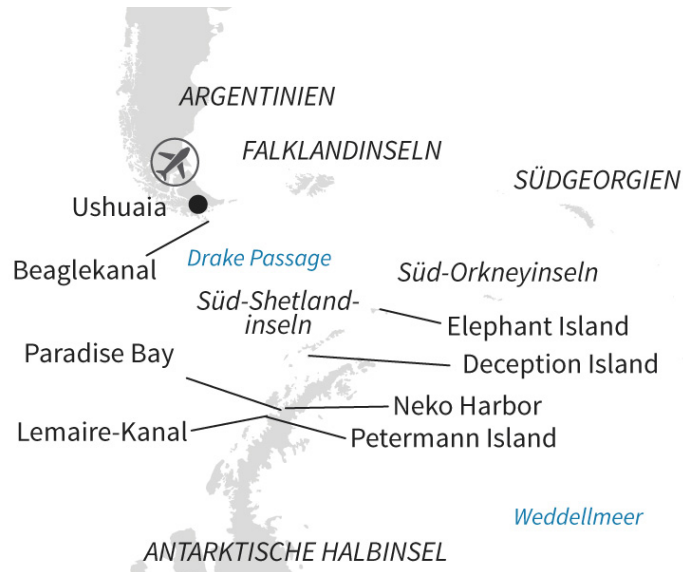 ARGENTINIEN
FALKLANDINSELN
SÜDGEORGIEN
Ushuaia
Beaglekanal
Drake Passage
Süd-Orkneyinseln
Süd-Shetland-
inseln
Elephant Island
Paradise Bay
Deception Island
Neko Harbor
Lemaire-Kanal
Petermann Island
Weddellmeer
ANTARKTISCHE HALBINSEL